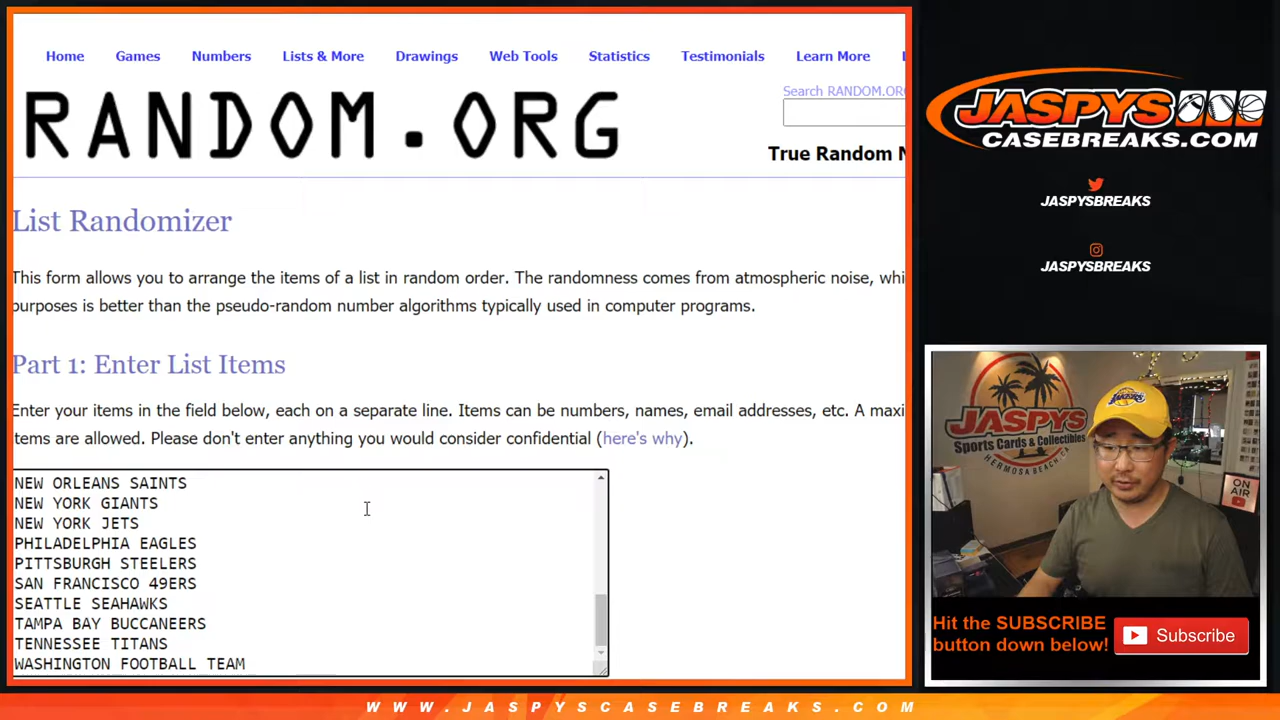 Home Games Numbers Lists & More Drawings Web Tools Statistics Testimonials Learn More
RANDOM.ORG
Search RANDOM.ORG
True Random N
List Randomizer
This form allows you to arrange the items of a list in random order. The randomness comes from atmospheric noise, whi
purposes is better than the pseudo-random number algorithms typically used in computer programs.
Part 1: Enter List Items
Enter your items in the field below, each on a separate line. Items can be numbers, names, email addresses, etc. A maxi
items are allowed. Please don't enter anything you would consider confidential (here's why).
NEW ORLEANS SAINTS
NEW YORK GIANTS
NEW YORK JETS
PHILADELPHIA EAGLES
PITTSBURGH STEELERS
SAN FRANCISCO 49ERS
SEATTLE SEAHAWKS
TAMPA BAY BUCCANEERS
TENNESSEE TITANS
WASHINGTON FOOTBALL TEAM
JASPYS
CASEBREAKS.COM
JASPYSBREAKS
JASPYSBREAKS
JASPYS
Sports Cards & Collectibles
HERMOSA BEACH, CA
LAKERS
ON AIR
Hit the SUBSCRIBE
button down below!
Subscribe
WWW.JASPYSCASEBREAKS.COM